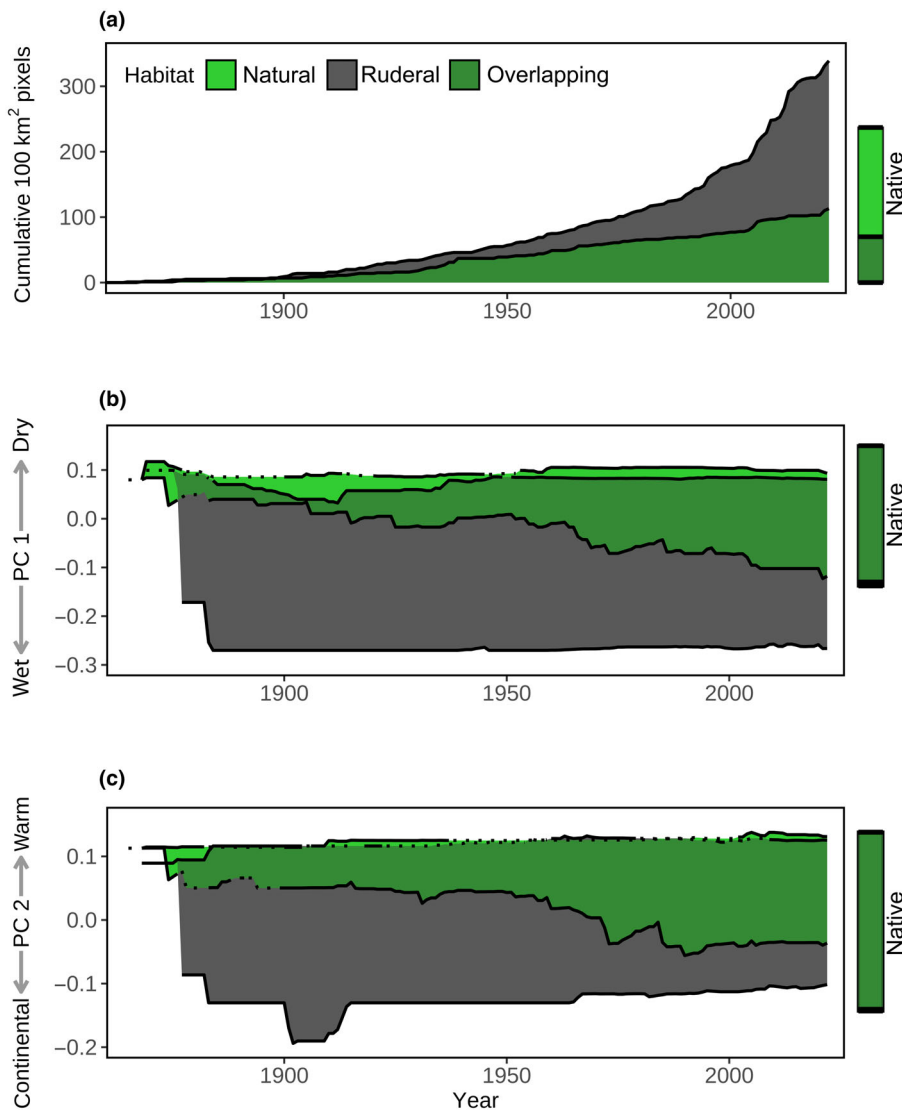 (a)
Cumulative 100 km² pixels
Habitat Natural Ruderal Overlapping
300
200
100
0
1900 1950 2000
Native
(b)
Wet PC 1 Dry
0.1
0.0
−0.1
−0.3
1900 1950 2000
Native
(c)
Continental PC 2 Warm
0.1
0.0
−0.1
−0.2
1900 1950 2000
Year
Native